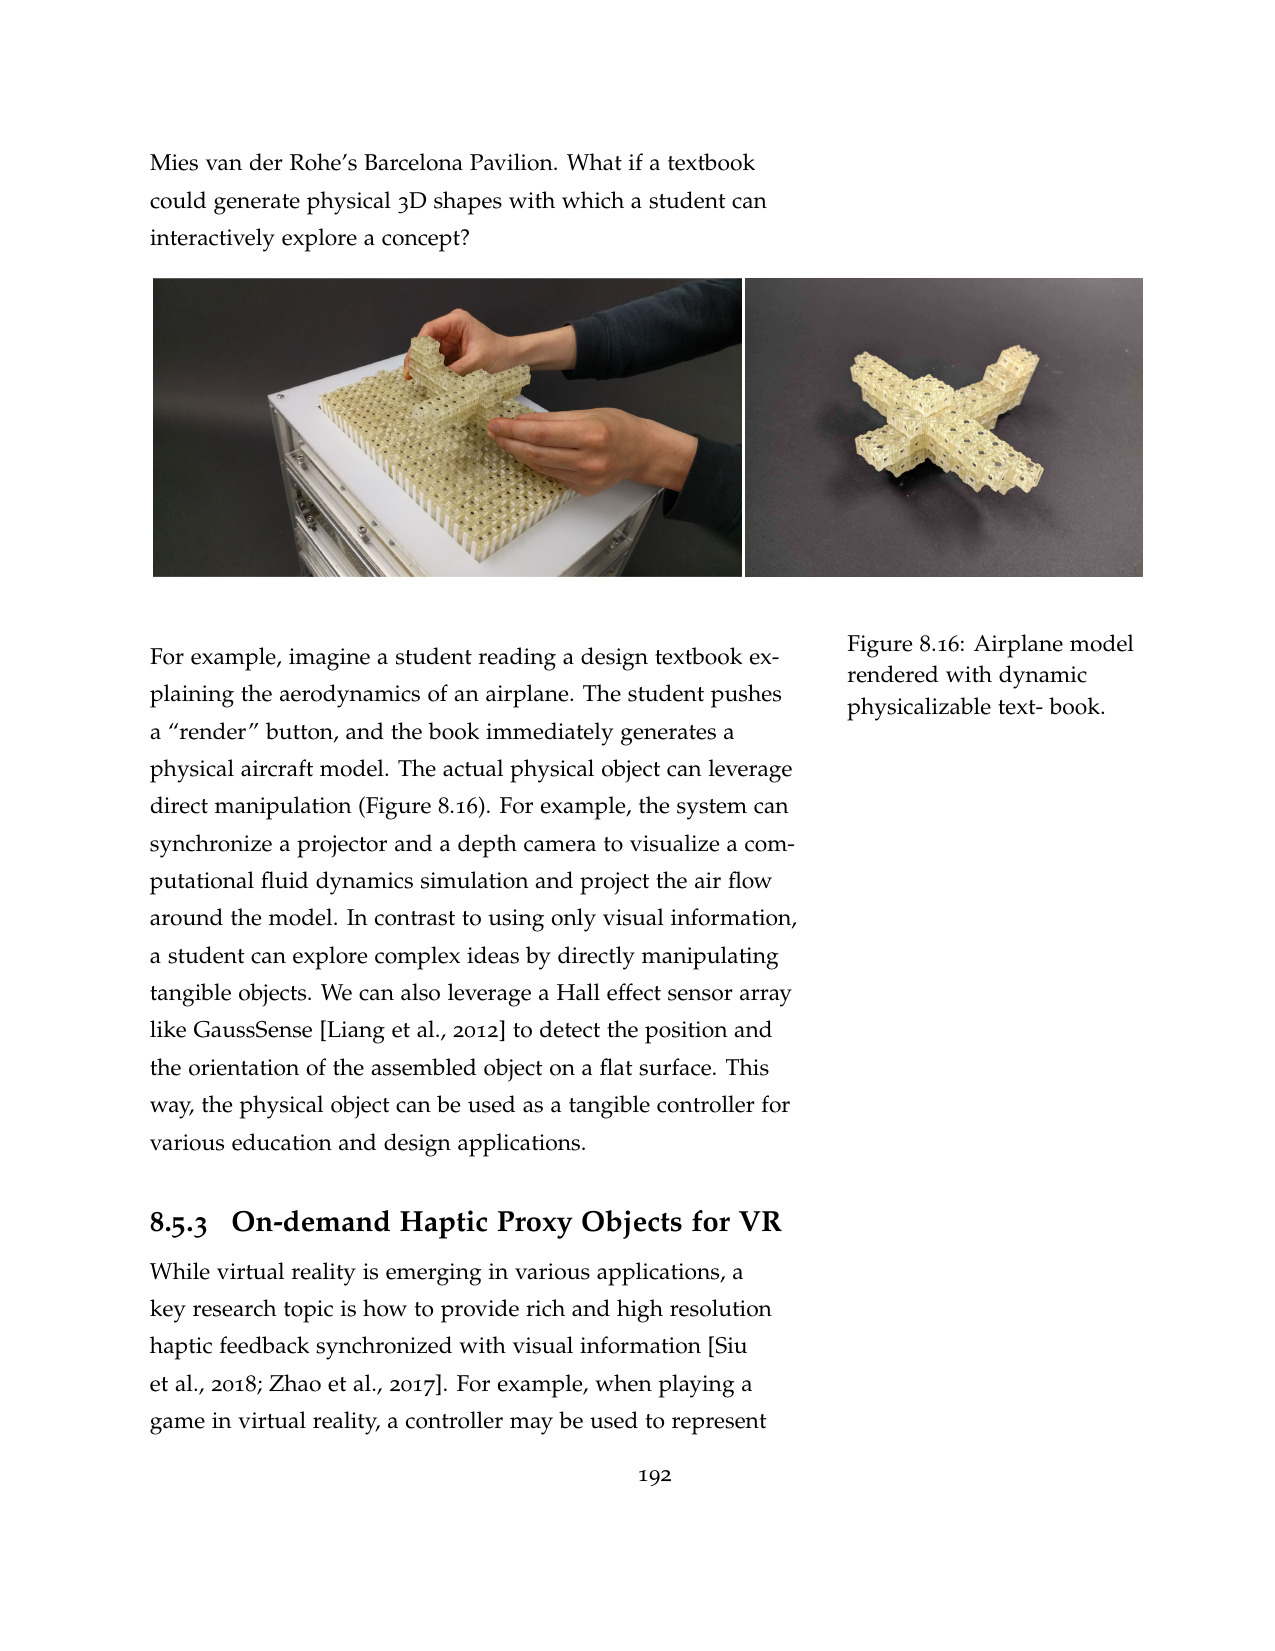 Mies van der Rohe’s Barcelona Pavilion. What if a textbook
could generate physical 3D shapes with which a student can
interactively explore a concept?
For example, imagine a student reading a design textbook ex-
plaining the aerodynamics of an airplane. The student pushes
a “render” button, and the book immediately generates a
physical aircraft model. The actual physical object can leverage
direct manipulation (Figure 8.16). For example, the system can
synchronize a projector and a depth camera to visualize a com-
putational fluid dynamics simulation and project the air flow
around the model. In contrast to using only visual information,
a student can explore complex ideas by directly manipulating
tangible objects. We can also leverage a Hall effect sensor array
like GaussSense [Liang et al., 2012] to detect the position and
the orientation of the assembled object on a flat surface. This
way, the physical object can be used as a tangible controller for
various education and design applications.
Figure 8.16: Airplane model
rendered with dynamic
physicalizable text- book.
8.5.3 On-demand Haptic Proxy Objects for VR
While virtual reality is emerging in various applications, a
key research topic is how to provide rich and high resolution
haptic feedback synchronized with visual information [Siu
et al., 2018; Zhao et al., 2017]. For example, when playing a
game in virtual reality, a controller may be used to represent
192